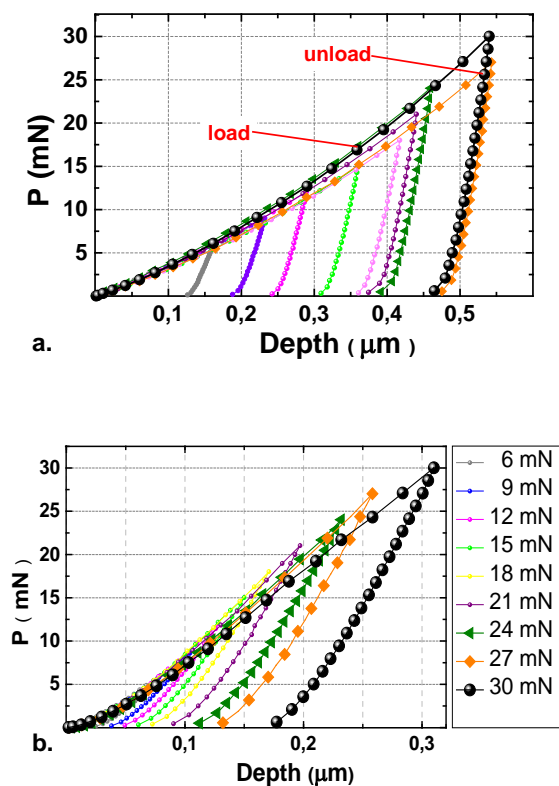 30
25
20
15
10
5
P (mN)
unload
load
0,1 0,2 0,3 0,4 0,5
a.
Depth ( μm)
30
25
20
15
10
5
P ( mN)
6 mN
9 mN
12 mN
15 mN
18 mN
21 mN
24 mN
27 mN
30 mN
0,1 0,2 0,3
b.
Depth (μm)